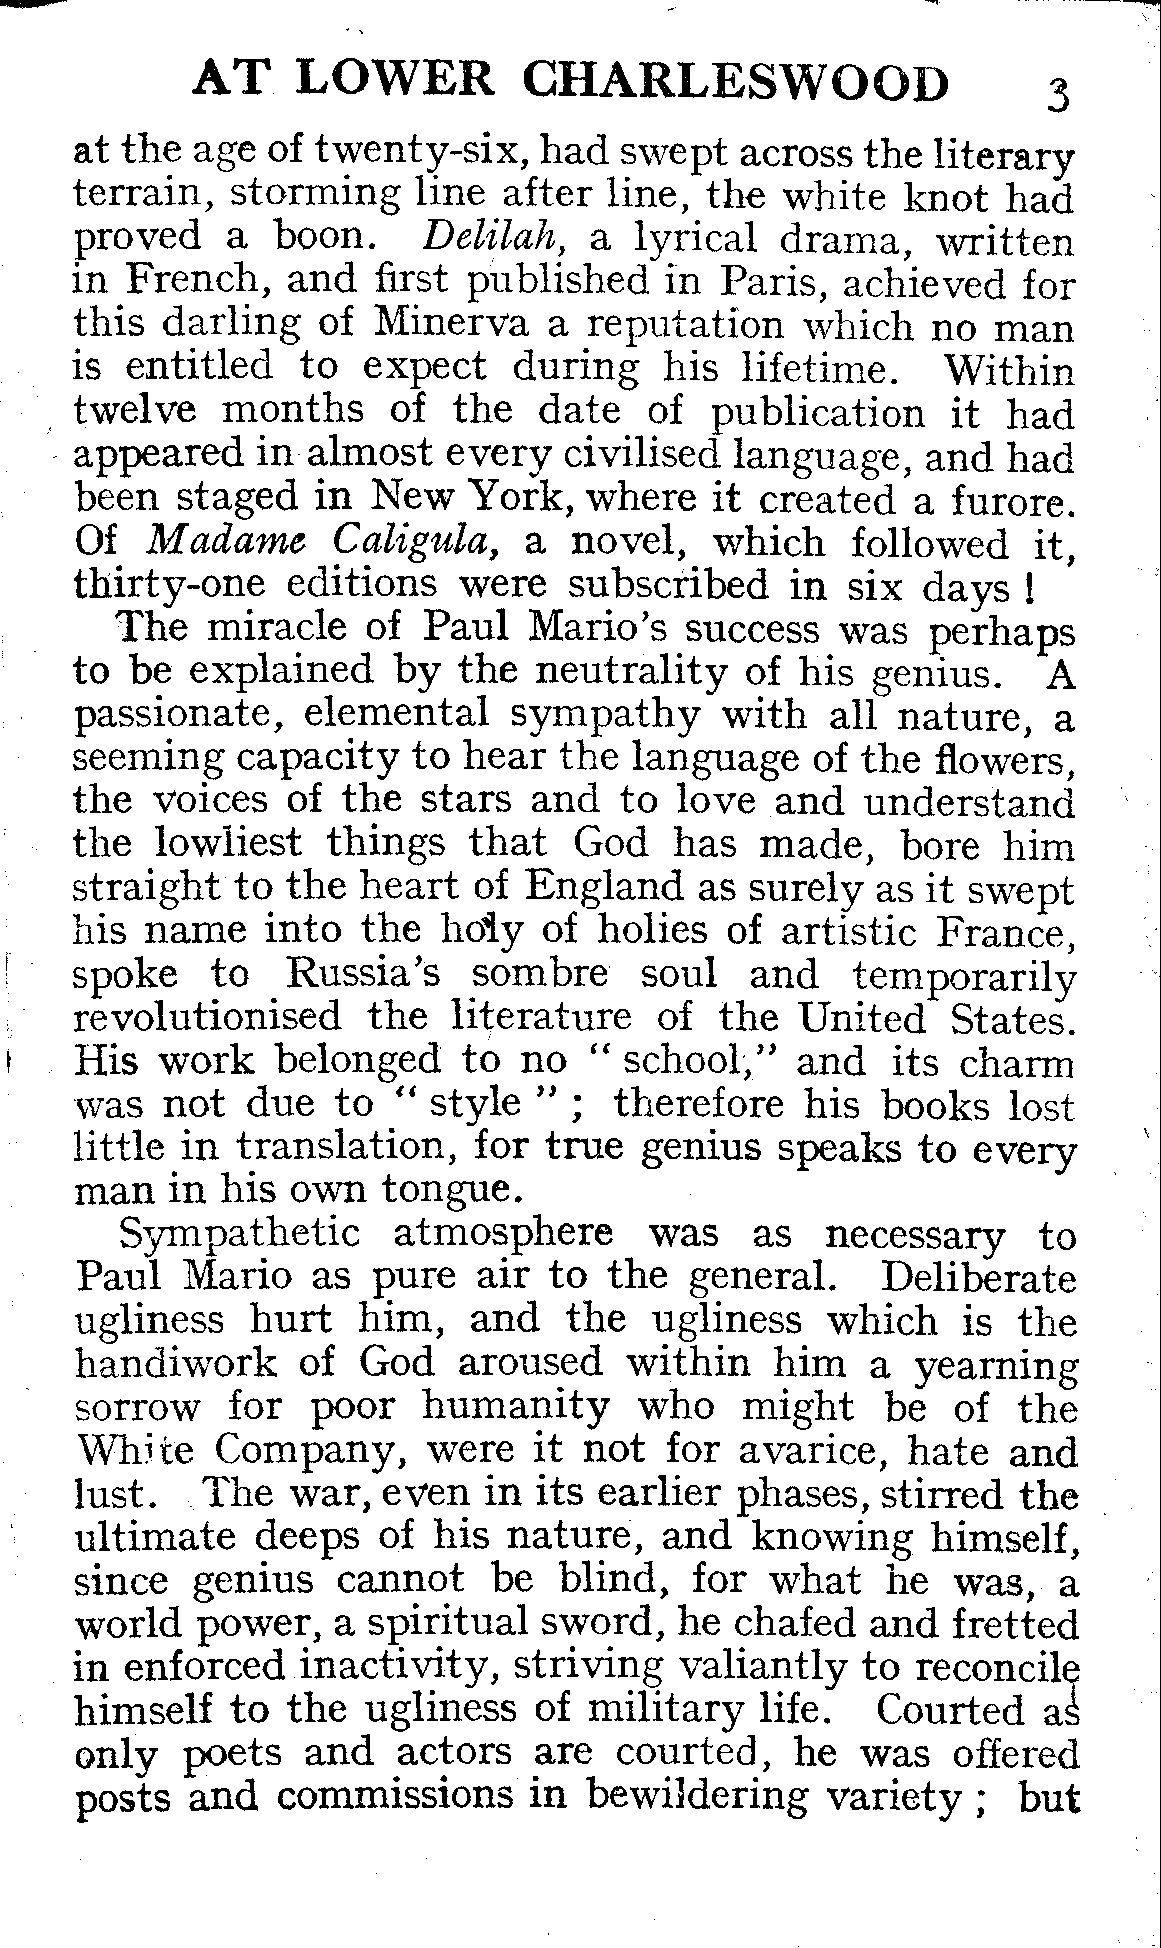 AT LOWER CHARLESWOOD 3
at the age of twenty-six, had swept across the literary
terrain, storming line after line, the white knot had
proved a boon. Delilah, a lyrical drama, written
in French, and first published in Paris, achieved for
this darling of Minerva a reputation which no man
is entitled to expect during his lifetime. Within
twelve months of the date of publication it had
appeared in almost every civilised language, and had
been staged in New York, where it created a furore.
Of Madame Caligula, a novel, which followed it,
thirty-one editions were subscribed in six days !
The miracle of Paul Mario's success was perhaps
to be explained by the neutrality of his genius. A
passionate, elemental sympathy with all nature, a
seeming capacity to hear the language of the flowers,
the voices of the stars and to love and understand
the lowliest things that God has made, bore him
straight to the heart of England as surely as it swept
his name into the holy of holies of artistic France,
spoke to Russia's sombre soul and temporarily
revolutionised the literature of the United States.
His work belonged to no " school," and its charm
was not due to " style " ; therefore his books lost
little in translation, for true genius speaks to every
man in his own tongue.
Sympathetic atmosphere was as necessary to
Paul Mario as pure air to the general. Deliberate
ugliness hurt him, and the ugliness which is the
handiwork of God aroused within him a yearning
sorrow for poor humanity who might be of the
White Company, were it not for avarice, hate and
lust. The war, even in its earlier phases, stirred the
ultimate deeps of his nature, and knowing himself,
since genius cannot be blind, for what he was, a
world power, a spiritual sword, he chafed and fretted
in enforced inactivity, striving valiantly to reconcile
himself to the ugliness of military life. Courted as
only poets and actors are courted, he was offered
posts and commissions in bewildering variety ; but